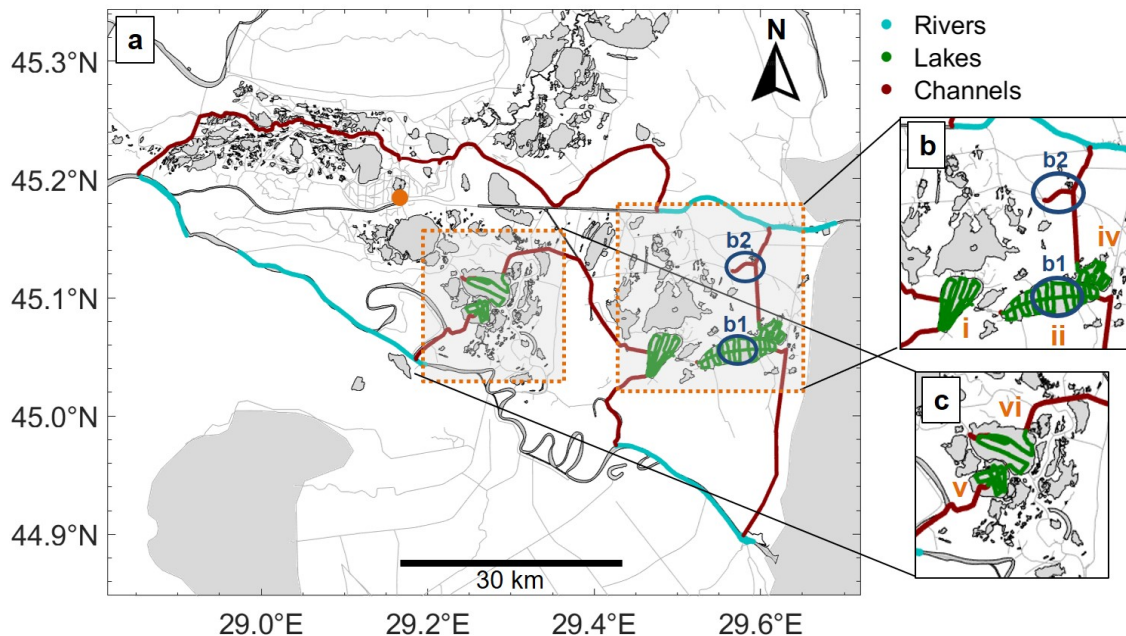 a
45.3°N
45.2°N
45.1°N
45.0°N
44.9°N
29.0°E
29.2°E
29.4°E
29.6°E
N
b2
b1
30 km
Rivers
Lakes
Channels
b
b2
iv
b1
i
ii
c
vi
v